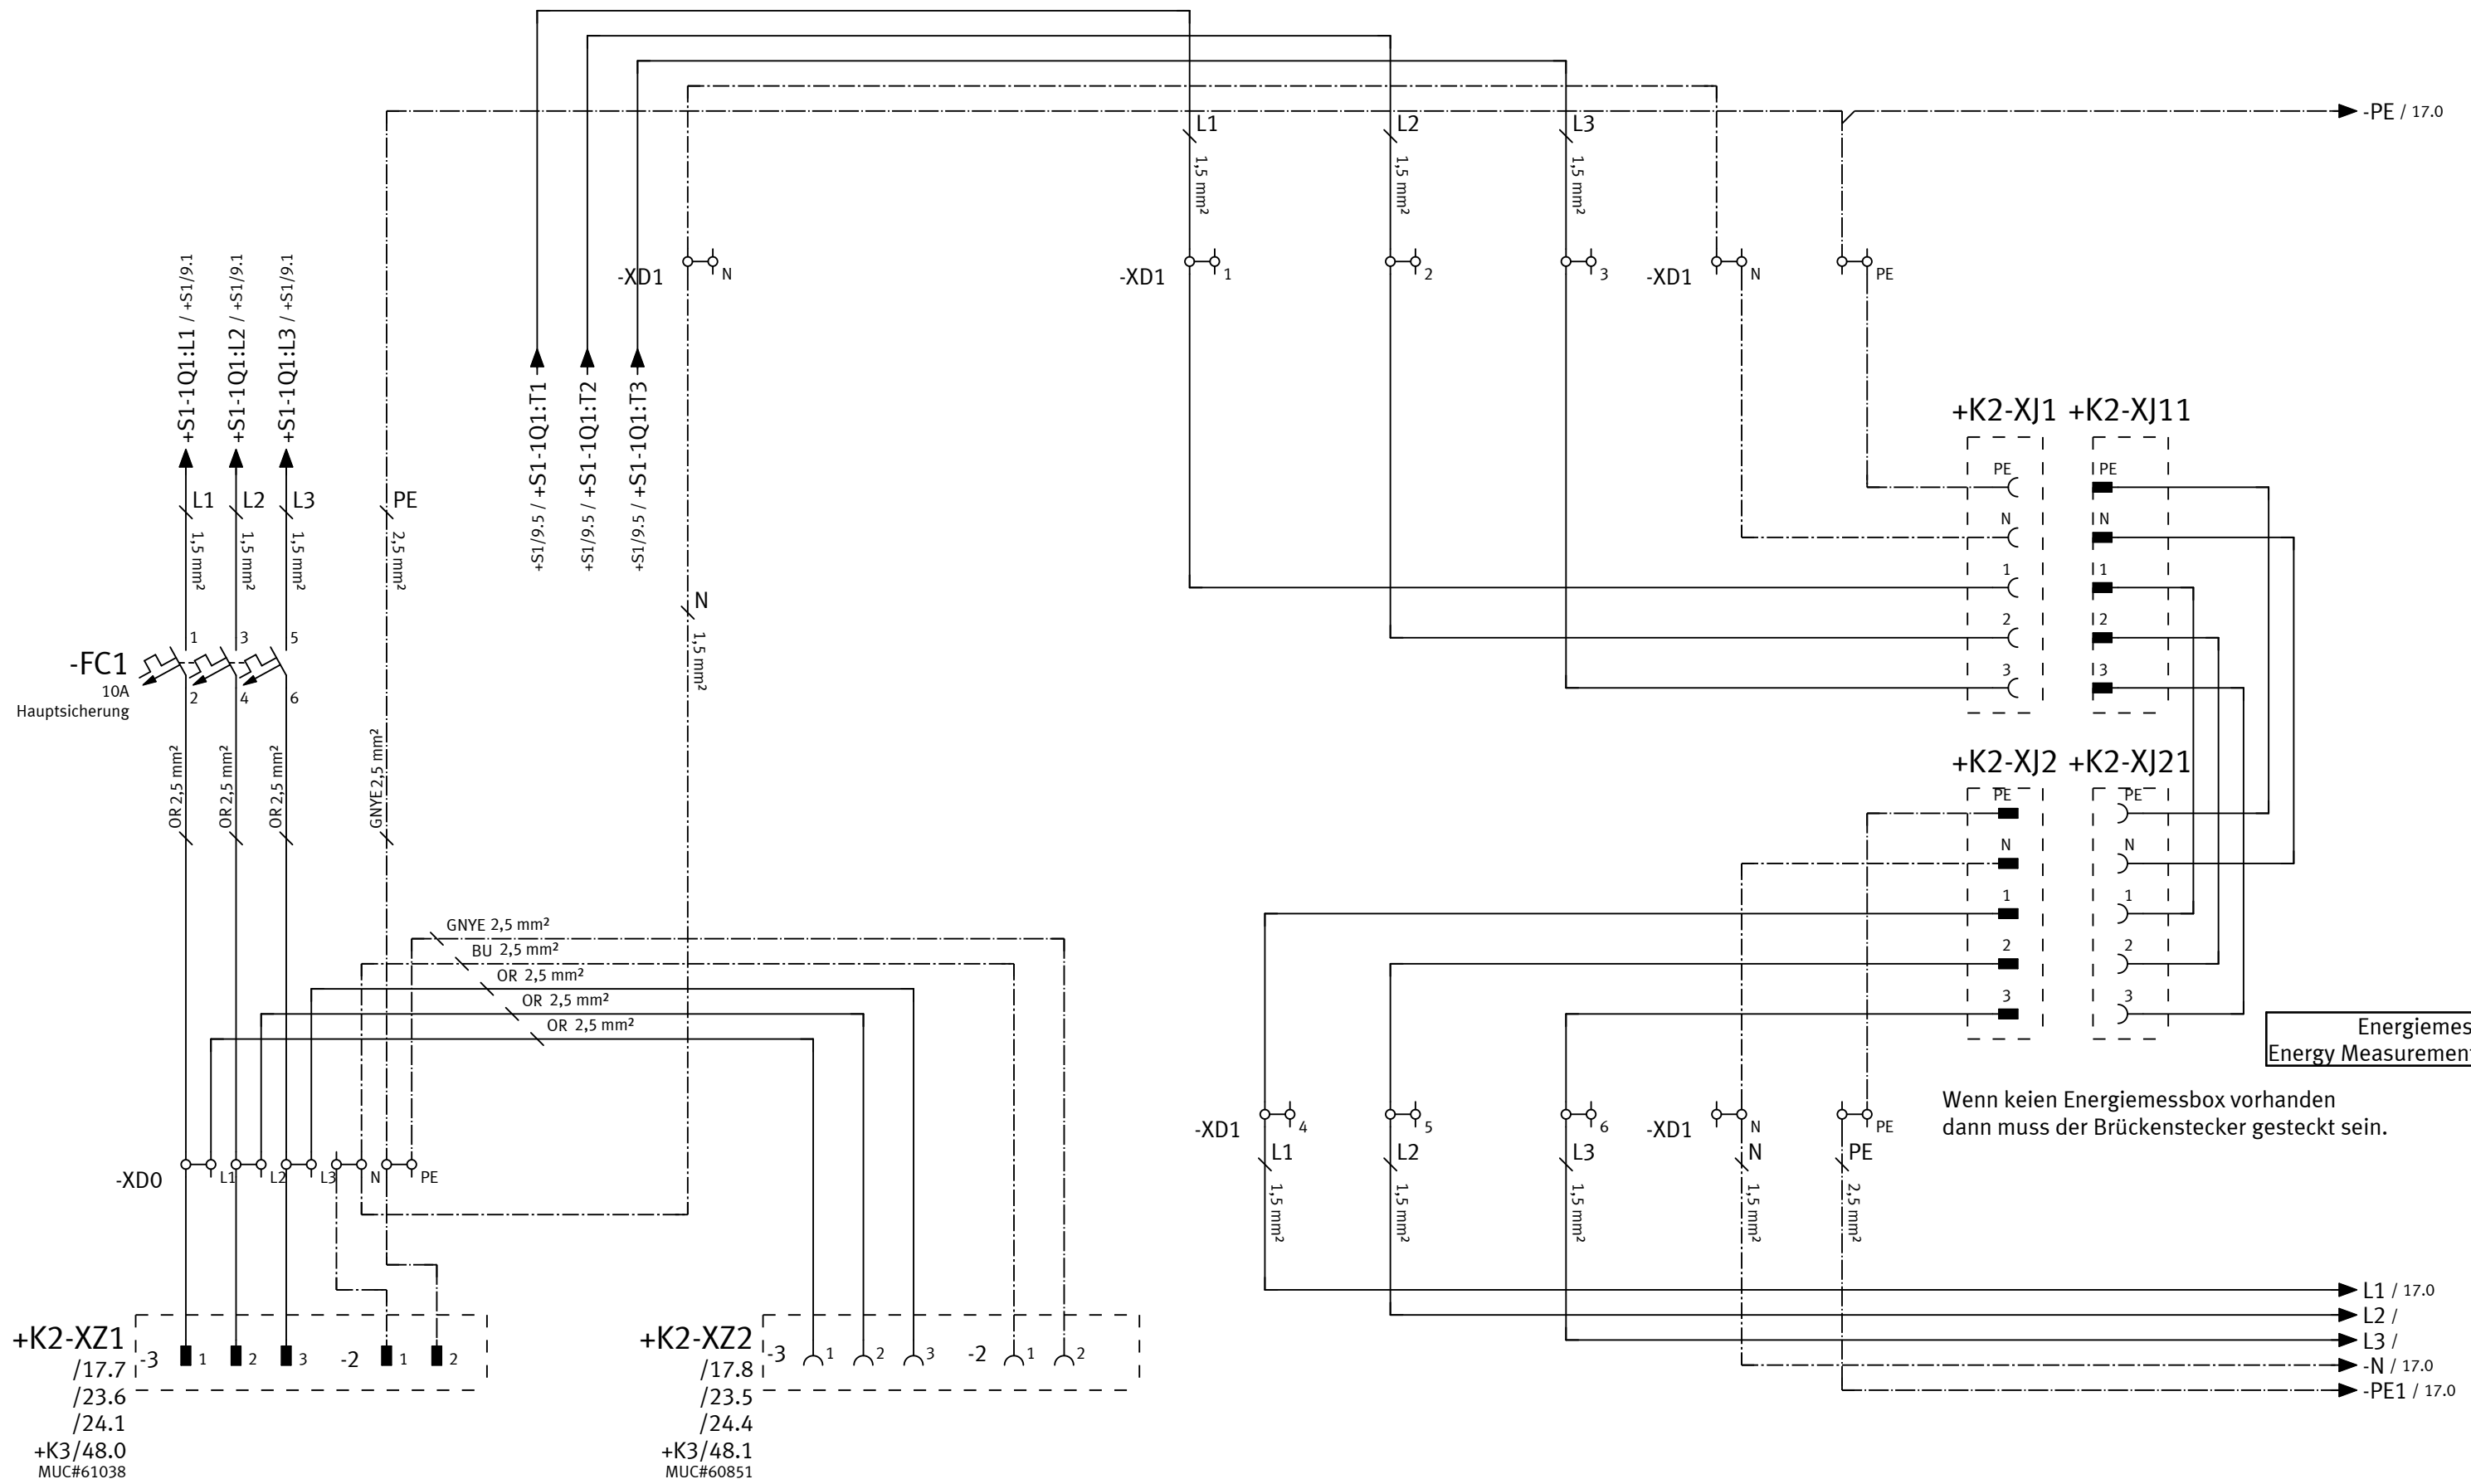 -PE / 17.0
L1
1,5 mm²
L2
1,5 mm²
L3
1,5 mm²
-XD1
N
-XD1
1
2
3
-XD1
N
PE
+S1-1Q1:L1 / +S1/9.1
+S1-1Q1:L2 / +S1/9.1
+S1-1Q1:L3 / +S1/9.1
+S1/9.5 / +S1-1Q1:T1
+S1/9.5 / +S1-1Q1:T2
+S1/9.5 / +S1-1Q1:T3
L1
1,5 mm²
L2
1,5 mm²
L3
1,5 mm²
PE
2,5 mm²
N
1,5 mm²
+K2-XJ1
+K2-XJ11
PE
PE
N
N
1
1
2
2
3
3
-FC1
10A
Hauptsicherung
1
3
5
2
4
6
OR 2,5 mm²
OR 2,5 mm²
OR 2,5 mm²
GNYE 2,5 mm²
+K2-XJ2
+K2-XJ21
PE
PE
N
N
1
1
2
2
3
3
GNYE 2,5 mm²
BU 2,5 mm²
OR 2,5 mm²
OR 2,5 mm²
OR 2,5 mm²
Energiemes
Energy Measurement
Wenn keien Energiemessbox vorhanden
dann muss der Brückenstecker gesteckt sein.
-XD0
L1
L2
L3
N
PE
-XD1
4
5
6
-XD1
N
PE
L1
1,5 mm²
L2
1,5 mm²
L3
1,5 mm²
N
1,5 mm²
PE
2,5 mm²
L1 / 17.0
L2 /
L3 /
-N / 17.0
-PE1 / 17.0
+K2-XZ1
/17.7
/23.6
/24.1
+K3/48.0
MUC#61038
-3
1
2
3
-2
1
2
+K2-XZ2
/17.8
/23.5
/24.4
+K3/48.1
MUC#60851
-3
1
2
3
-2
1
2